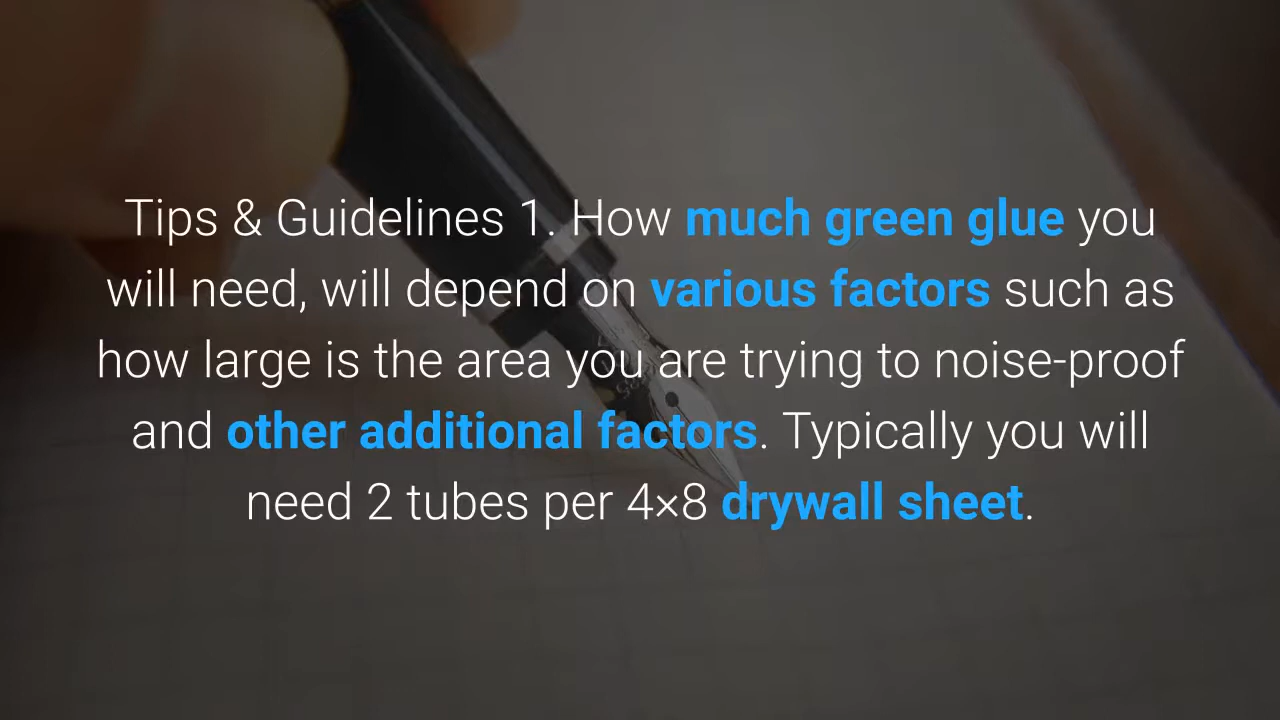 Tips & Guidelines 1. How much green glue you
will need, will depend on various factors such as
how large is the area you are trying to noise-proof
and other additional factors. Typically you will
need 2 tubes per 4×8 drywall sheet.